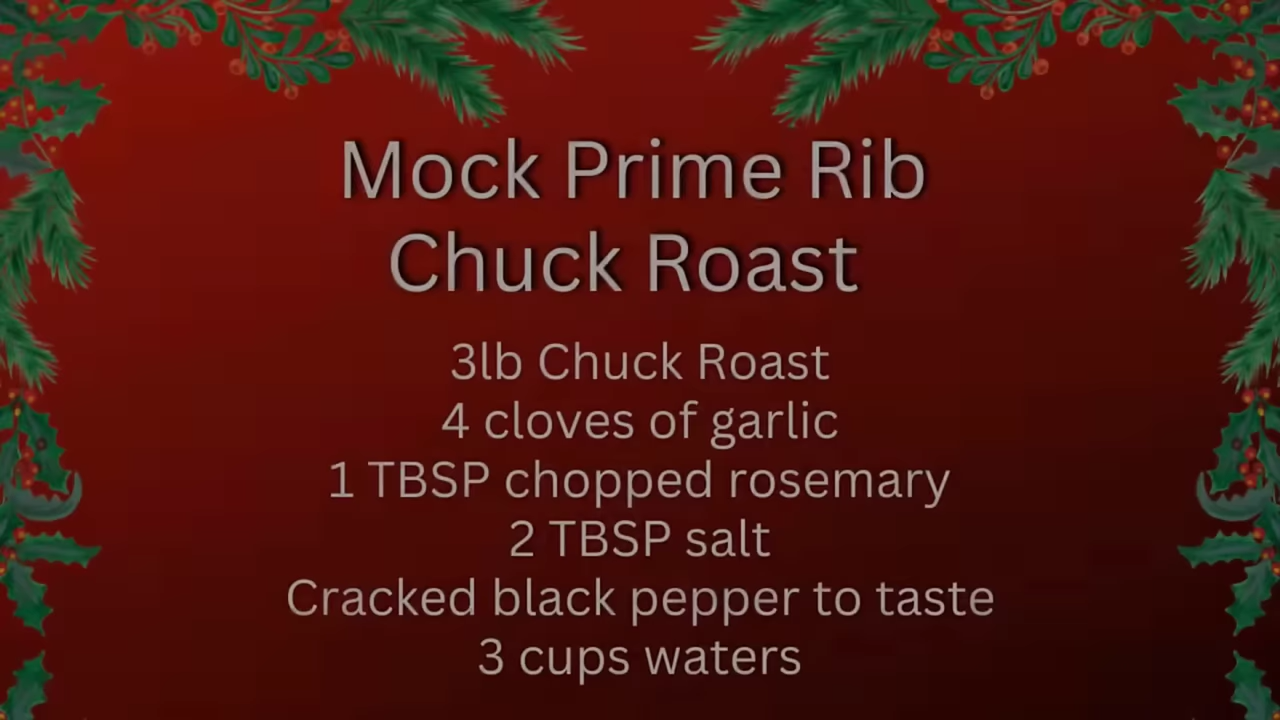 Mock Prime Rib
Chuck Roast
3lb Chuck Roast
4 cloves of garlic
1 TBSP chopped rosemary
2 TBSP salt
Cracked black pepper to taste
3 cups waters